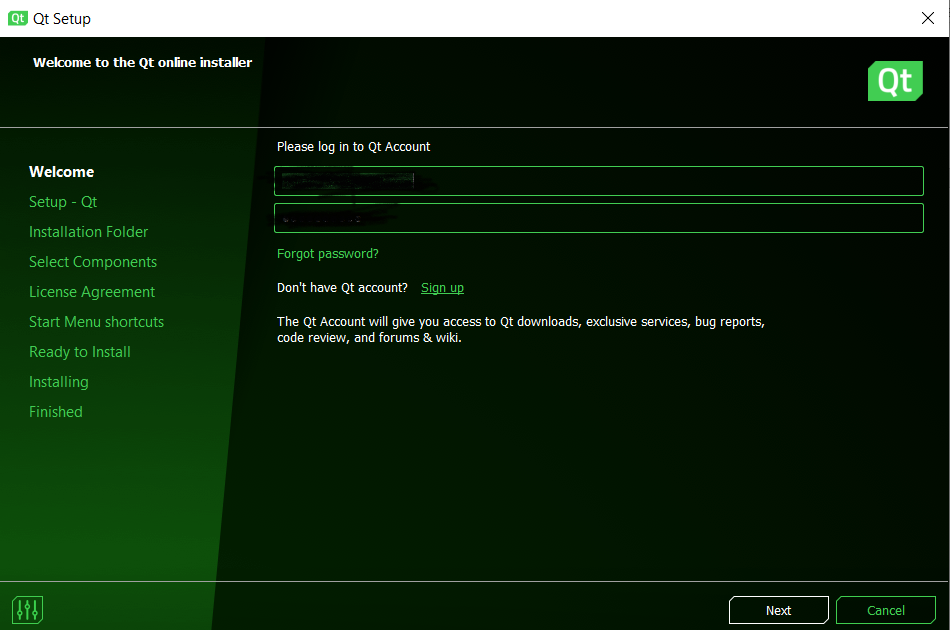 Qt Qt Setup
Welcome to the Qt online installer
Qt
Please log in to Qt Account
Welcome
Setup - Qt
Installation Folder
Select Components
License Agreement
Start Menu shortcuts
Ready to Install
Installing
Finished
Forgot password?
Don't have Qt account? Sign up
The Qt Account will give you access to Qt downloads, exclusive services, bug reports,
code review, and forums & wiki.
Next
Cancel